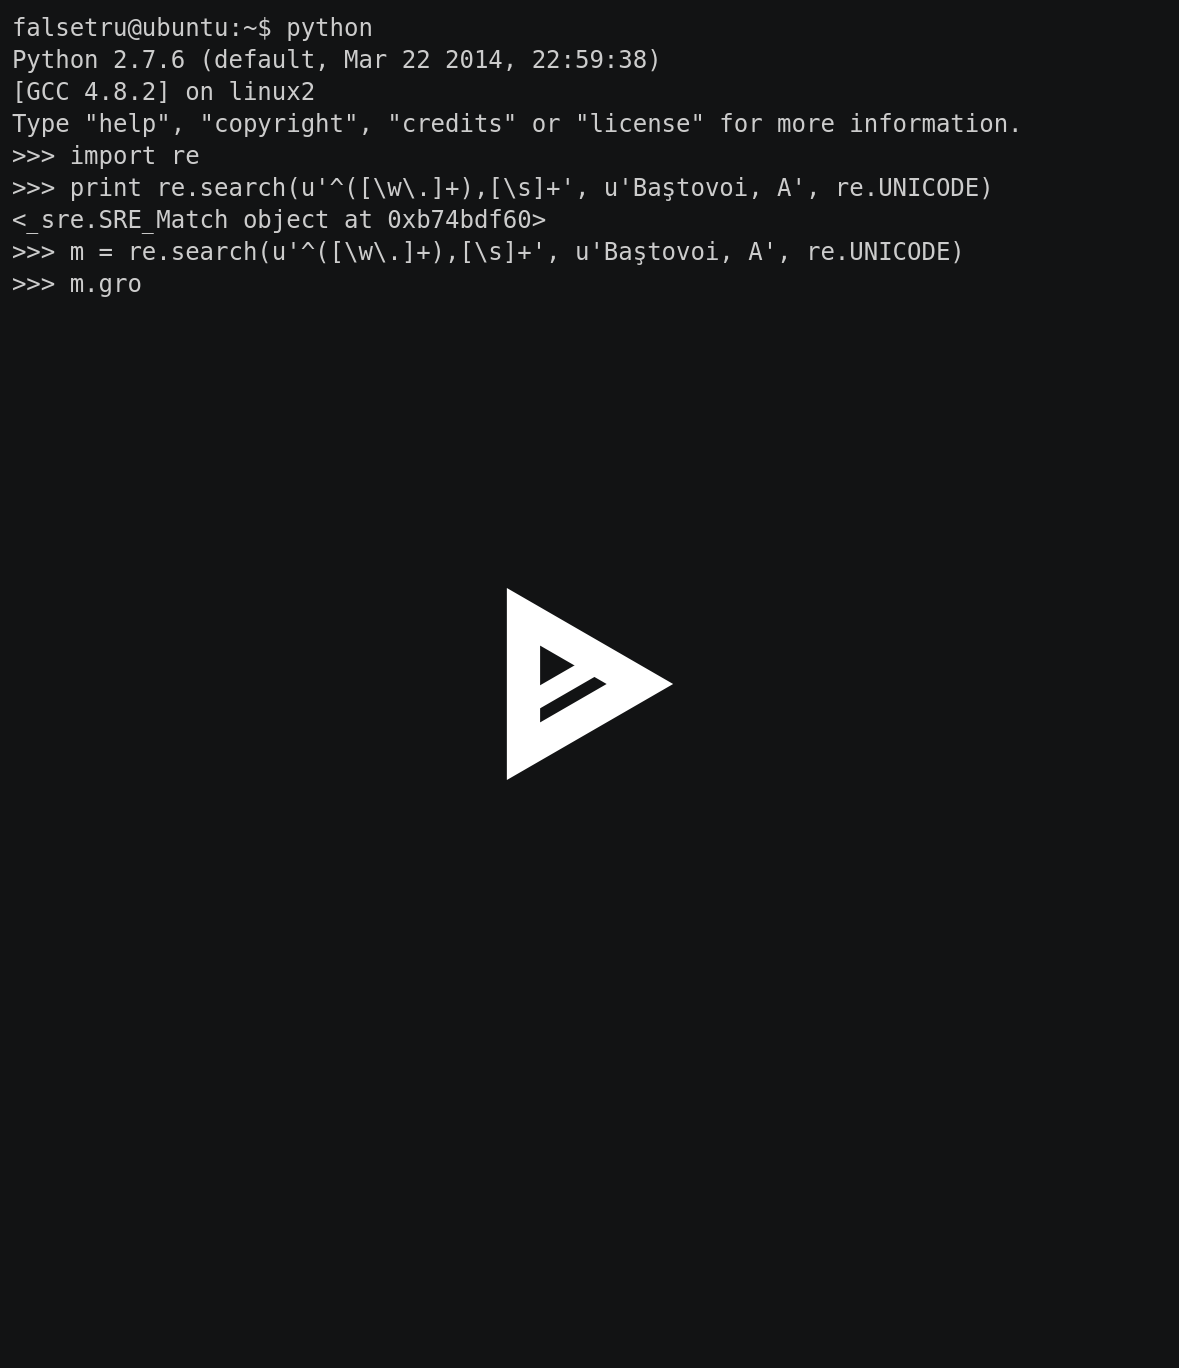 falsetru@ubuntu:~$ python
Python 2.7.6 (default, Mar 22 2014, 22:59:38)
[GCC 4.8.2] on linux2
Type "help", "copyright", "credits" or "license" for more information.
>>> import re
>>> print re.search(u'^([\w\.]+),[\s]+', u'Baştovoi, A', re.UNICODE)
<_sre.SRE_Match object at 0xb74bdf60>
>>> m = re.search(u'^([\w\.]+),[\s]+', u'Baştovoi, A', re.UNICODE)
>>> m.gro